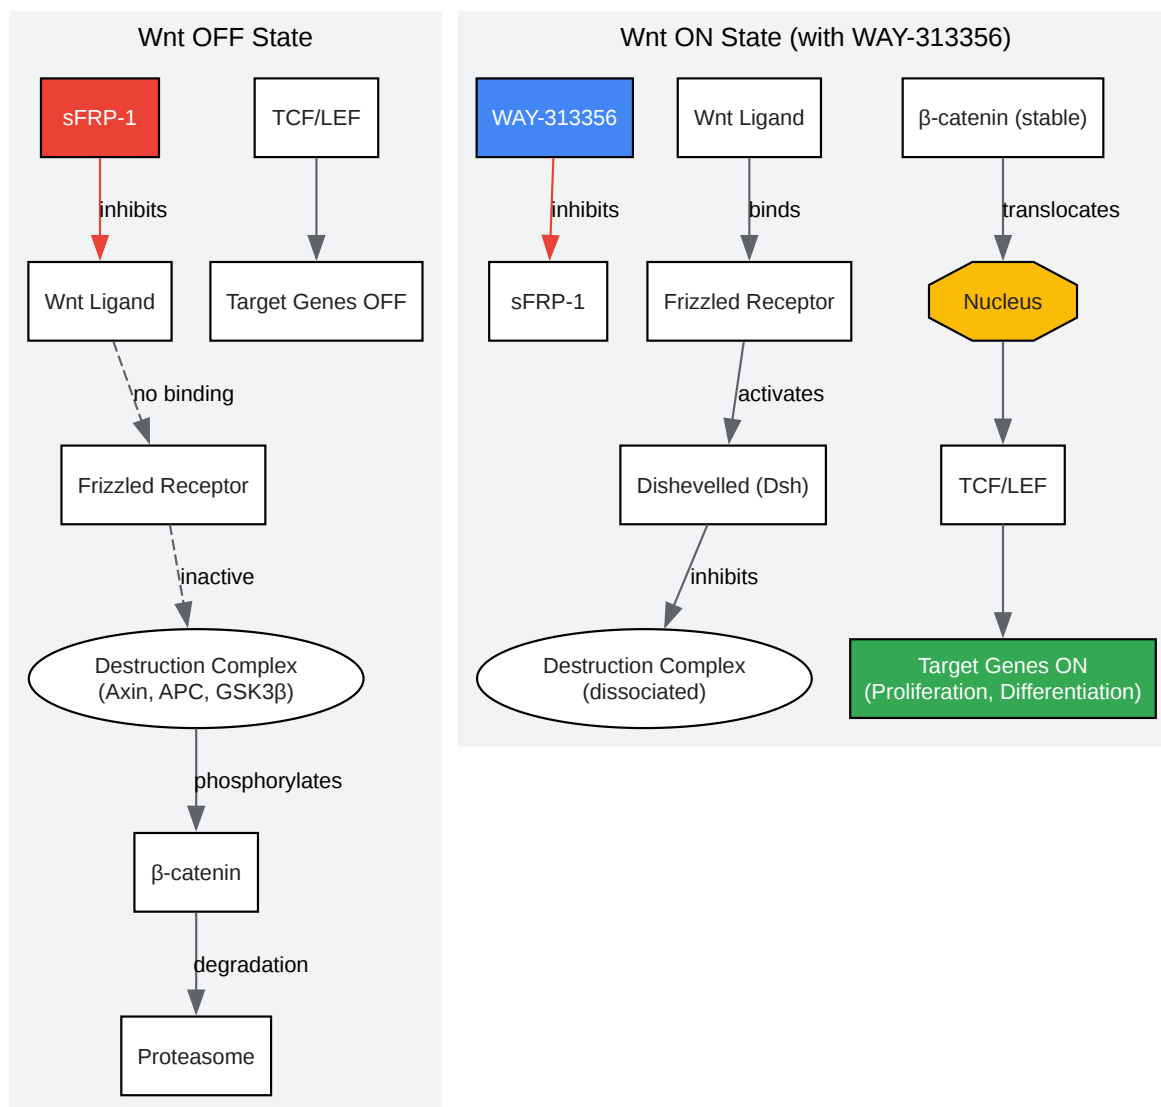 Wnt OFF State
sFRP-1
TCF/LEF
inhibits
Wnt Ligand
Target Genes OFF
no binding
Frizzled Receptor
inactive
Destruction Complex
(Axin, APC, GSK3β)
phosphorylates
β-catenin
degradation
Proteasome
Wnt ON State (with WAY-313356)
WAY-313356
Wnt Ligand
β-catenin (stable)
inhibits
binds
translocates
sFRP-1
Frizzled Receptor
Nucleus
activates
Dishevelled (Dsh)
TCF/LEF
inhibits
Destruction Complex
(dissociated)
Target Genes ON
(Proliferation, Differentiation)